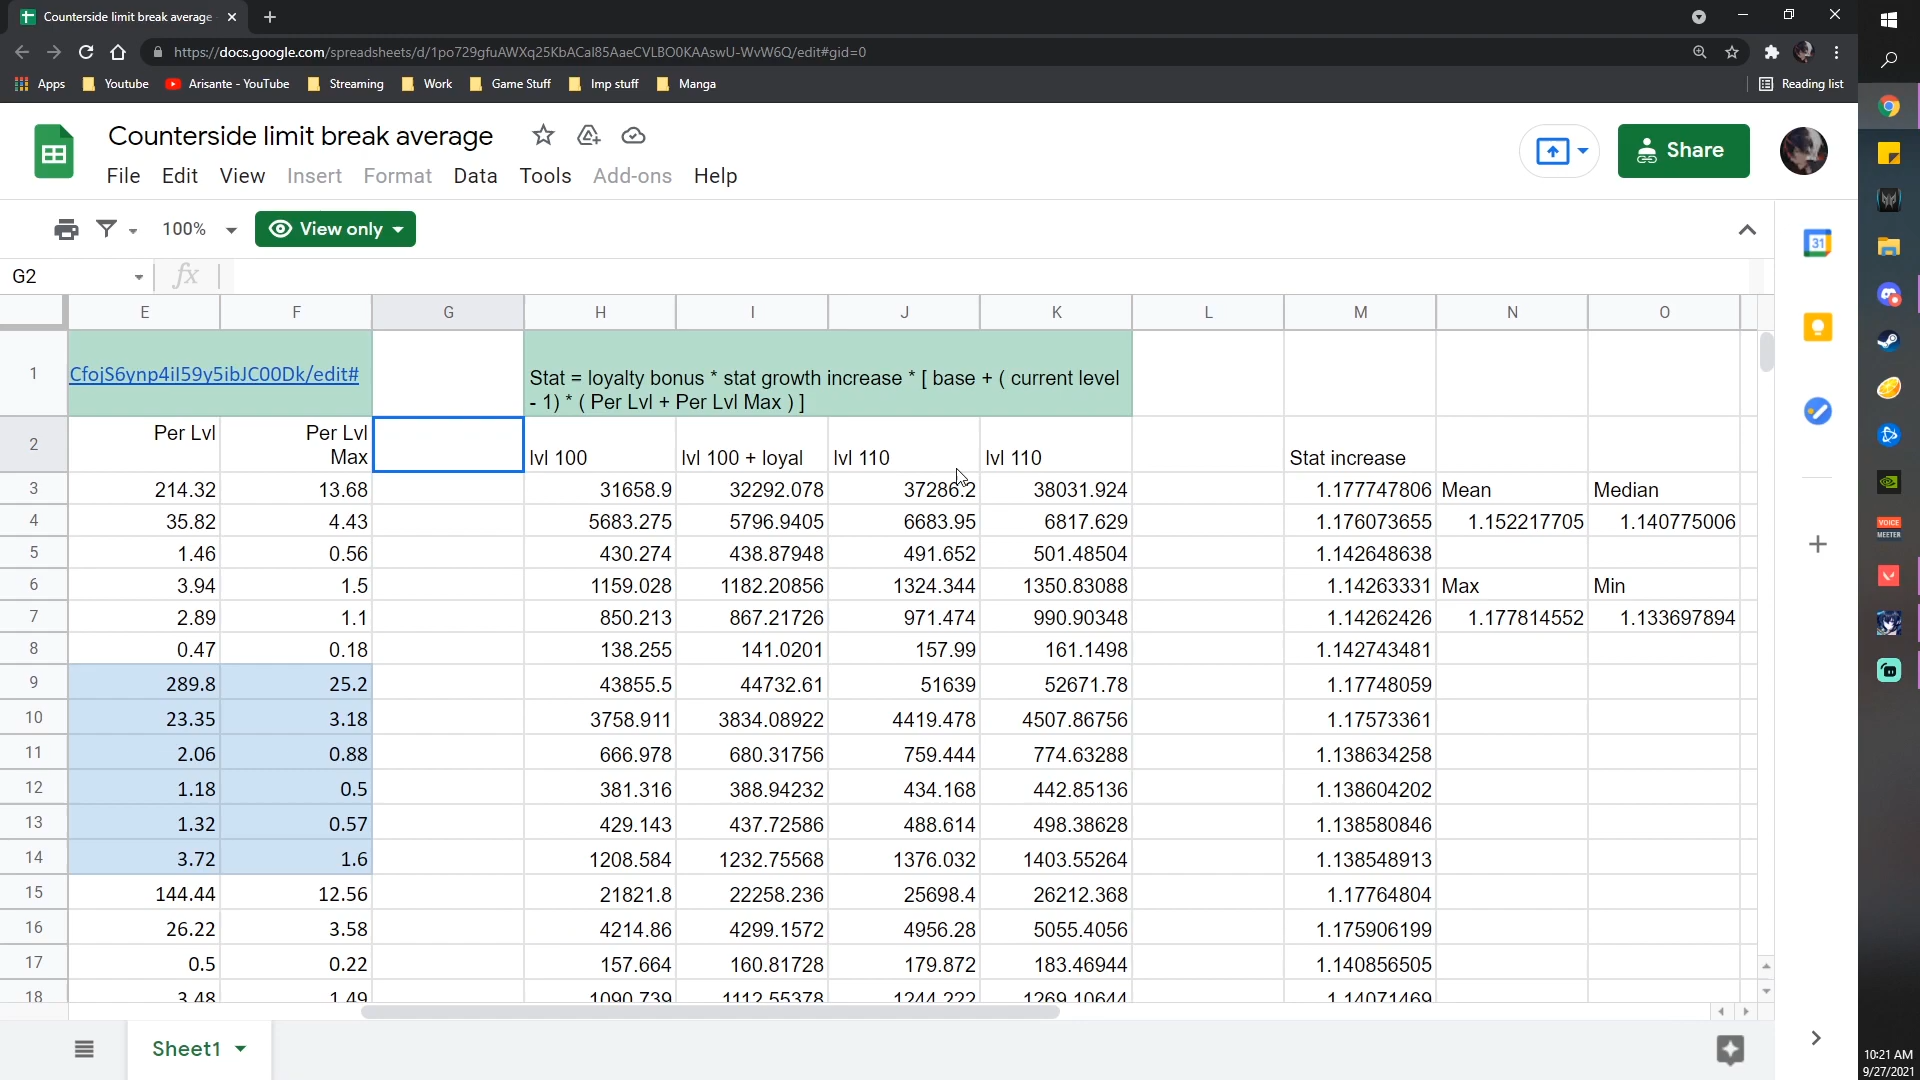 Counterside limit break average
https://docs.google.com/spreadsheets/d/1po729gfuAWXq25KbACal85AaeCVLBO0KAAswU-WvW6Q/edit#gid=0
Apps Youtube Arisante - YouTube Streaming Work Game Stuff Imp stuff Manga Reading list
Counterside limit break average
File Edit View Insert Format Data Tools Add-ons Help
Share
100% View only
31
G2 fx
E F G H I J K L M N O
1 CfojS6ynp4iI59y5ibJC00Dk/edit# Stat = loyalty bonus * stat growth increase * [ base + ( current level
- 1) * ( Per Lvl + Per Lvl Max ) ]
Per Lvl Per Lvl
2 Max lvl 100 lvl 100 + loyal lvl 110 lvl 110 Stat increase
3 214.32 13.68 31658.9 32292.078 37286.2 38031.924 1.177747806 Mean Median
4 35.82 4.43 5683.275 5796.9405 6683.95 6817.629 1.176073655 1.152217705 1.140775006
5 1.46 0.56 430.274 438.87948 491.652 501.48504 1.142648638
6 3.94 1.5 1159.028 1182.20856 1324.344 1350.83088 1.14263331 Max Min
7 2.89 1.1 850.213 867.21726 971.474 990.90348 1.14262426 1.177814552 1.133697894
8 0.47 0.18 138.255 141.0201 157.99 161.1498 1.142743481
9 289.8 25.2 43855.5 44732.61 51639 52671.78 1.17748059
10 23.35 3.18 3758.911 3834.08922 4419.478 4507.86756 1.17573361
11 2.06 0.88 666.978 680.31756 759.444 774.63288 1.138634258
12 1.18 0.5 381.316 388.94232 434.168 442.85136 1.138604202
13 1.32 0.57 429.143 437.72586 488.614 498.38628 1.138580846
14 3.72 1.6 1208.584 1232.75568 1376.032 1403.55264 1.138548913
15 144.44 12.56 21821.8 22258.236 25698.4 26212.368 1.17764804
16 26.22 3.58 4214.86 4299.1572 4956.28 5055.4056 1.175906199
17 0.5 0.22 157.664 160.81728 179.872 183.46944 1.140856505
18 3.48 1.49 1090.739 1112.55378 1244.222 1269.10644 1.14071469
Sheet1
VOICE
MEETER
10:21 AM
9/27/2021